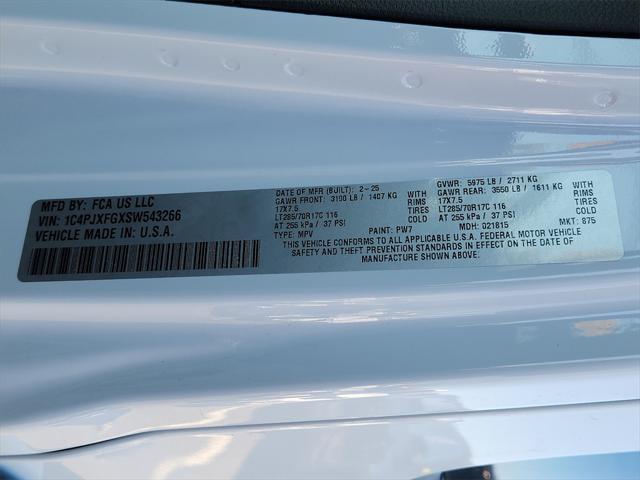 MFD BY: FCA US LLC
VIN: 1C4PJXFGXSW543266
VEHICLE MADE IN U.S.A.
DATE OF MFR (BUILT): 2-25
GAWR FRONT: 3100 LB / 1407 KG WITH
17X7.5 RIMS
LT285/70R17C 116 TIRES
AT 255 kPa / 37 PSI COLD
TYPE: MPV PAINT: PW7
GVWR: 5975 LB / 2711 KG
GAWR REAR: 3550 LB / 1611 KG WITH
17X7.5 RIMS
LT285/70R17C 116 TIRES
AT 255 kPa / 37 PSI COLD
MDH: 021815 MKT: 875
THIS VEHICLE CONFORMS TO ALL APPLICABLE U.S.A. FEDERAL MOTOR VEHICLE
SAFETY AND THEFT PREVENTION STANDARDS IN EFFECT ON THE DATE OF
MANUFACTURE SHOWN ABOVE.